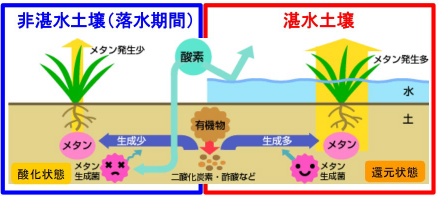 非湛水土壌（落水期間）
湛水土壌
メタン発生少
酸素
メタン発生多
水
土
有機物
メタン
生成少
生成多
メタン
酸化状態
メタン
生成菌
二酸化炭素・酢酸など
メタン
生成菌
還元状態